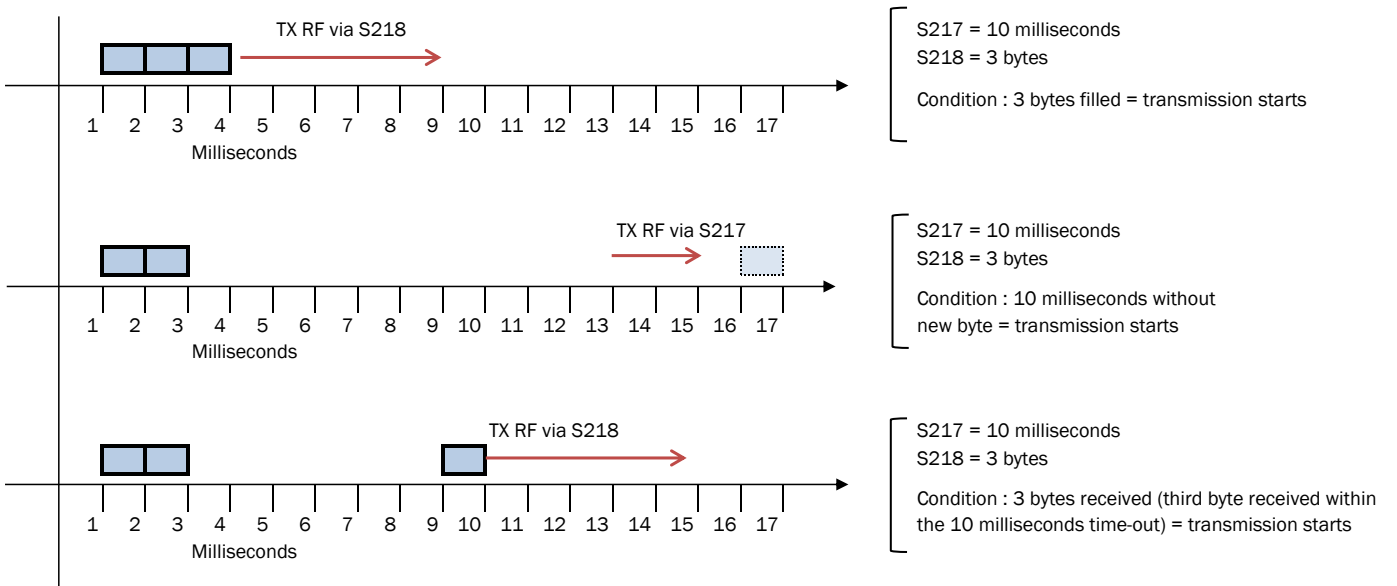 TX RF via S218
1 2 3 4 5 6 7 8 9 10 11 12 13 14 15 16 17
Milliseconds
S217 = 10 milliseconds
S218 = 3 bytes
Condition : 3 bytes filled = transmission starts
TX RF via S217
1 2 3 4 5 6 7 8 9 10 11 12 13 14 15 16 17
Milliseconds
S217 = 10 milliseconds
S218 = 3 bytes
Condition : 10 milliseconds without
new byte = transmission starts
TX RF via S218
1 2 3 4 5 6 7 8 9 10 11 12 13 14 15 16 17
Milliseconds
S217 = 10 milliseconds
S218 = 3 bytes
Condition : 3 bytes received (third byte received within
the 10 milliseconds time-out) = transmission starts